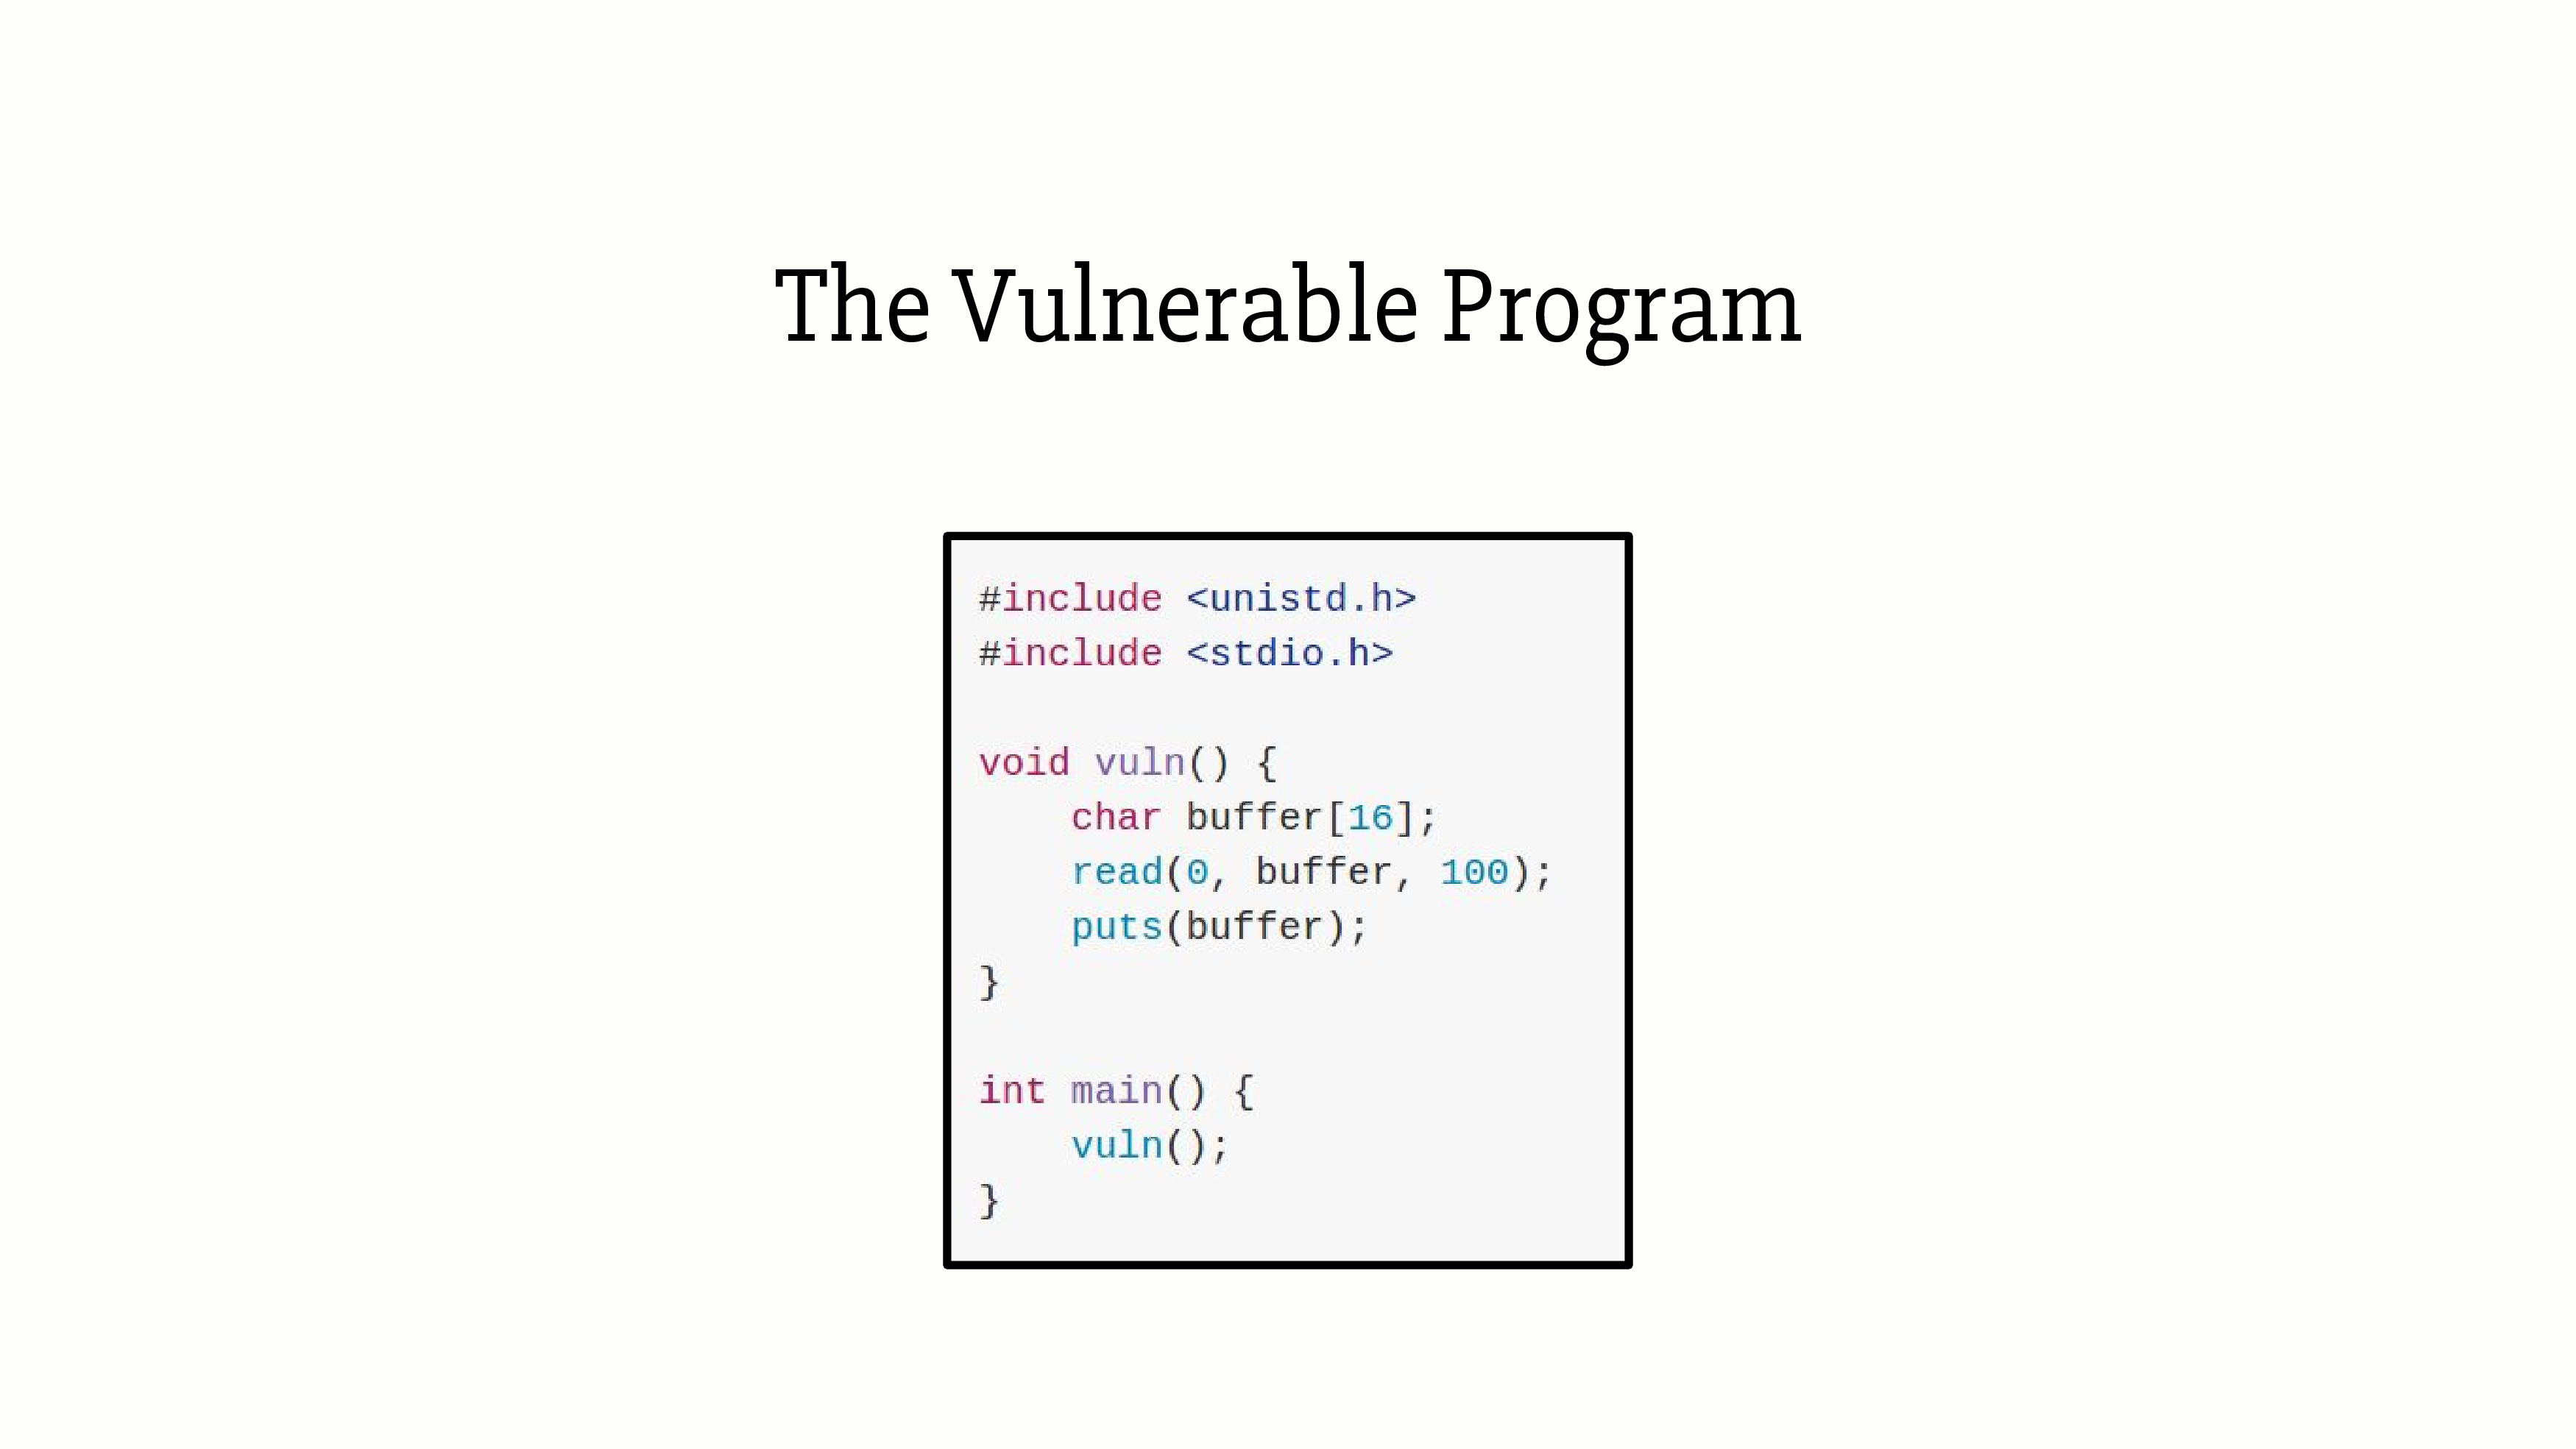 The Vulnerable Program
#include <unistd.h>
#include <stdio.h>
void vuln() {
    char buffer[16];
    read(0, buffer, 100);
    puts(buffer);
}
int main() {
    vuln();
}